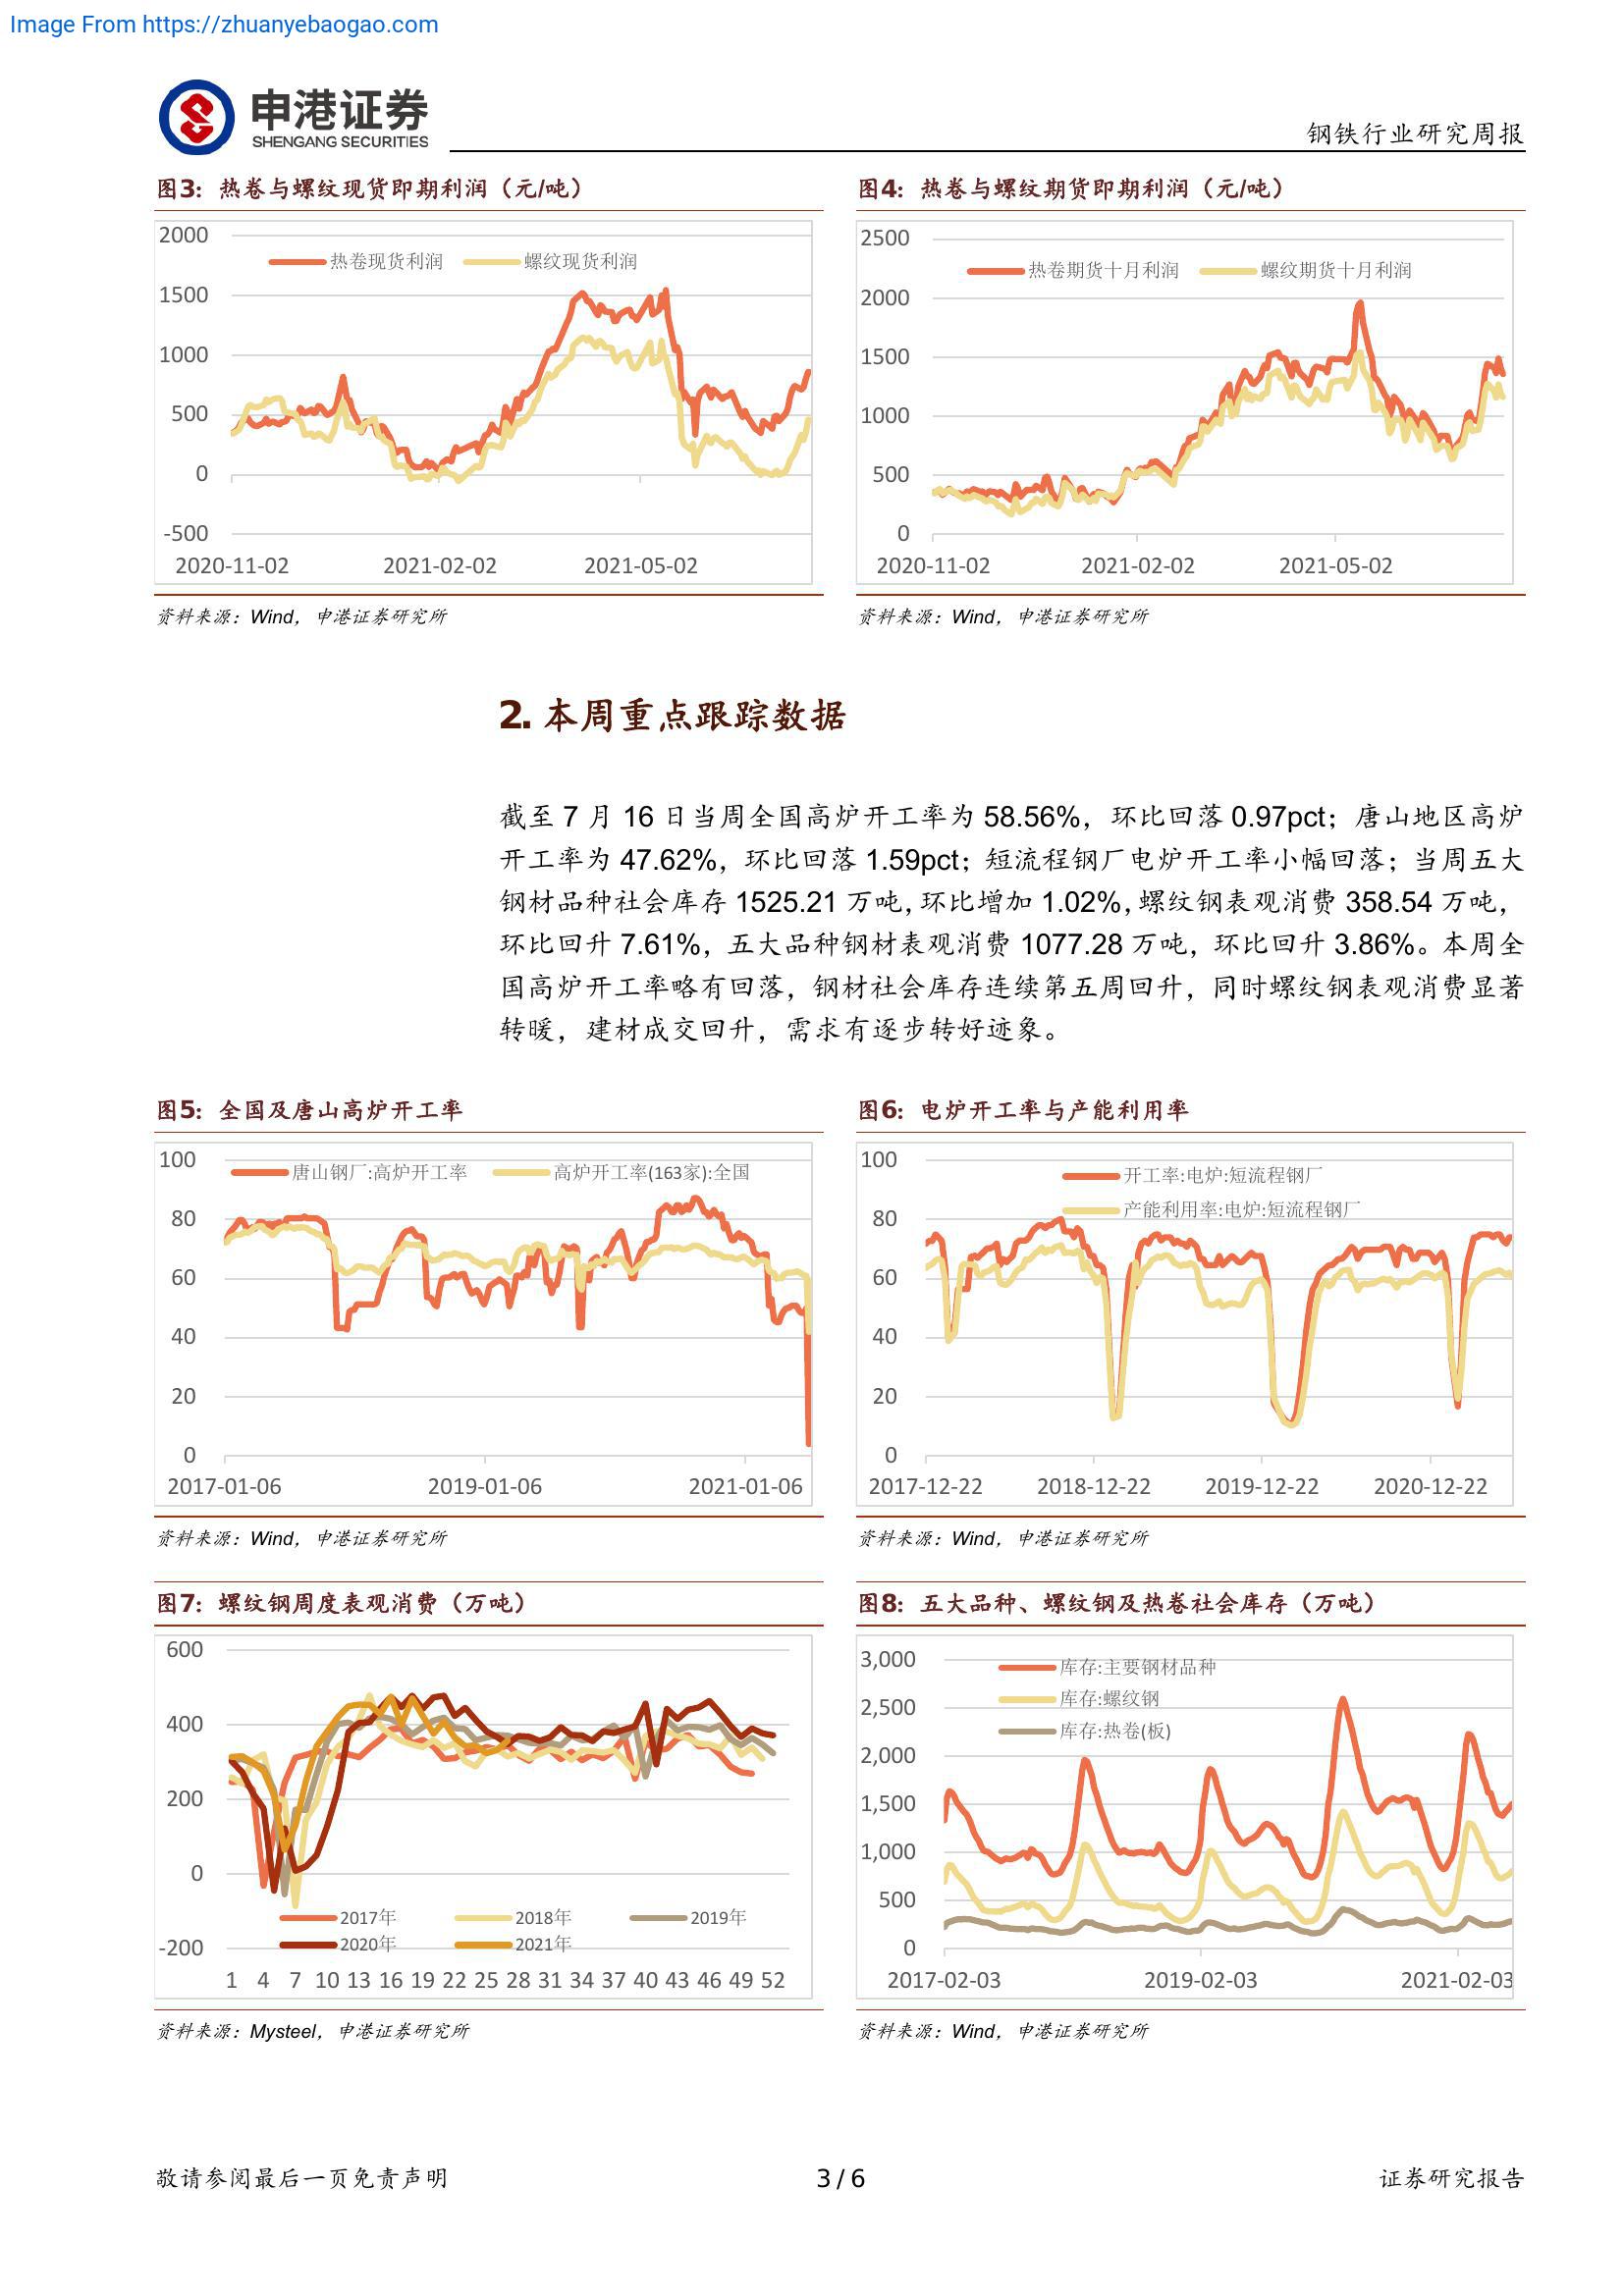 Image From https://zhuanyebaogao.com
申港证券
SHENGANG SECURITIES
钢铁行业研究周报
图3：热卷与螺纹现货即期利润（元/吨）
2000
1500
1000
500
0
-500
热卷现货利润 螺纹现货利润
2020-11-02 2021-02-02 2021-05-02
资料来源：Wind，申港证券研究所
图4：热卷与螺纹期货即期利润（元/吨）
2500
2000
1500
1000
500
0
热卷期货十月利润 螺纹期货十月利润
2020-11-02 2021-02-02 2021-05-02
资料来源：Wind，申港证券研究所
2. 本周重点跟踪数据
截至 7 月 16 日当周全国高炉开工率为 58.56%，环比回落 0.97pct；唐山地区高炉
开工率为 47.62%，环比回落 1.59pct；短流程钢厂电炉开工率小幅回落；当周五大
钢材品种社会库存 1525.21 万吨，环比增加 1.02%，螺纹钢表观消费 358.54 万吨，
环比回升 7.61%，五大品种钢材表观消费 1077.28 万吨，环比回升 3.86%。本周全
国高炉开工率略有回落，钢材社会库存连续第五周回升，同时螺纹钢表观消费显著
转暖，建材成交回升，需求有逐步转好迹象。
图5：全国及唐山高炉开工率
100
80
60
40
20
0
唐山钢厂:高炉开工率 高炉开工率(163家):全国
2017-01-06 2019-01-06 2021-01-06
资料来源：Wind，申港证券研究所
图6：电炉开工率与产能利用率
100
80
60
40
20
0
开工率:电炉:短流程钢厂
产能利用率:电炉:短流程钢厂
2017-12-22 2018-12-22 2019-12-22 2020-12-22
资料来源：Wind，申港证券研究所
图7：螺纹钢周度表观消费（万吨）
600
400
200
0
-200
2017年 2018年 2019年
2020年 2021年
1 4 7 10 13 16 19 22 25 28 31 34 37 40 43 46 49 52
资料来源：Mysteel，申港证券研究所
图8：五大品种、螺纹钢及热卷社会库存（万吨）
3,000
2,500
2,000
1,500
1,000
500
0
库存:主要钢材品种
库存:螺纹钢
库存:热卷(板)
2017-02-03 2019-02-03 2021-02-03
资料来源：Wind，申港证券研究所
敬请参阅最后一页免责声明
3 / 6
证券研究报告